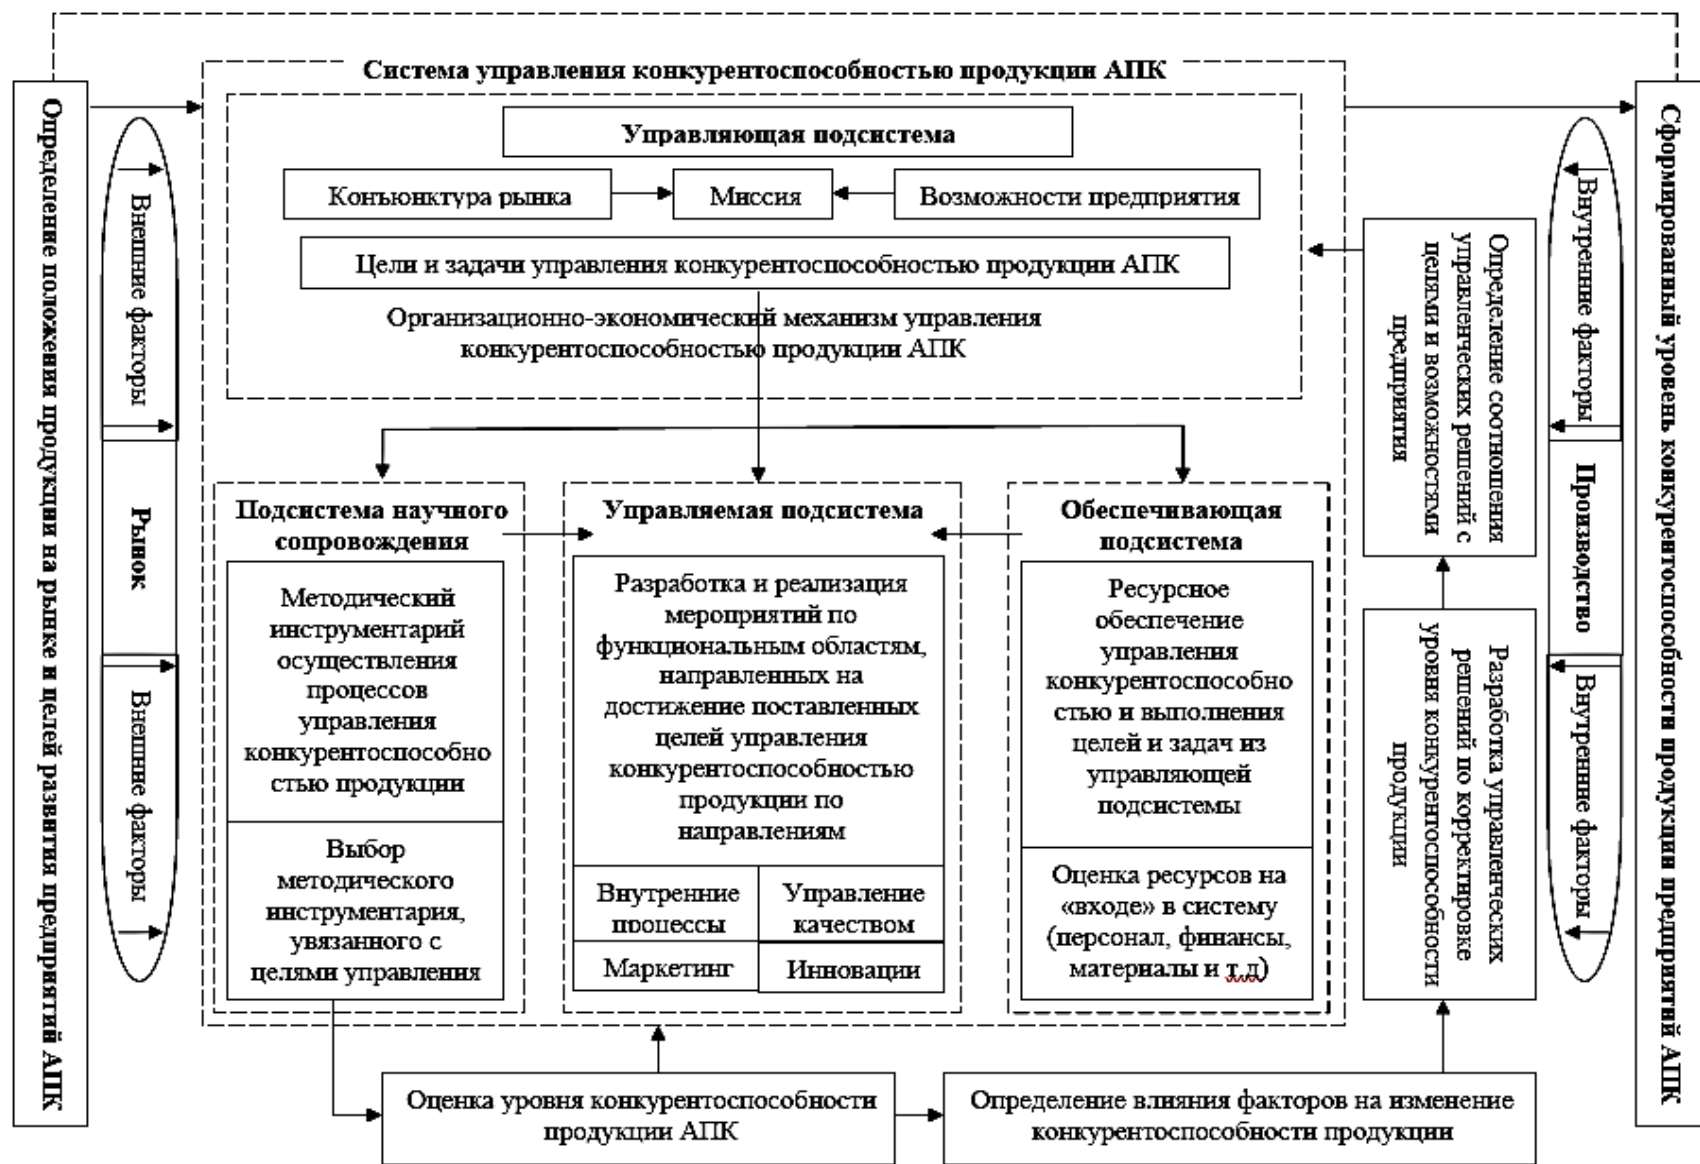 Система управления конкурентоспособностью продукции АПК
Определение положения продукции на рынке и целей развития предприятий АПК
Внешние факторы
Рынок
Внешние факторы
Управляющая подсистема
Конъюнктура рынка
Миссия
Возможности предприятия
Цели и задачи управления конкурентоспособностью продукции АПК
Организационно-экономический механизм управления
конкурентоспособностью продукции АПК
Подсистема научного
сопровождения
Методический
инструментарий
осуществления
процессов
управления
конкурентоспособно
стью продукции
Выбор
методического
инструментария,
увязанного с
целями управления
Управляемая подсистема
Разработка и реализация
мероприятий по
функциональным областям,
направленных на
достижение поставленных
целей управления
конкурентоспособностью
продукции по
направлениям
Внутренние
процессы
Управление
качеством
Маркетинг
Инновации
Обеспечивающая
подсистема
Ресурсное
обеспечение
управления
конкурентоспособно
стью и выполнения
целей и задач из
управляющей
подсистемы
Оценка ресурсов на
«входе» в систему
(персонал, финансы,
материалы и т.д)
Определение соотношения
управленческих решений с
целями и возможностями
предприятия
Разработка управленческих
решений по корректировке
уровня конкурентоспособности
продукции
Внутренние факторы
Производство
Внутренние факторы
Сформированный уровень конкурентоспособности продукции предприятий АПК
Оценка уровня конкурентоспособности
продукции АПК
Определение влияния факторов на изменение
конкурентоспособности продукции